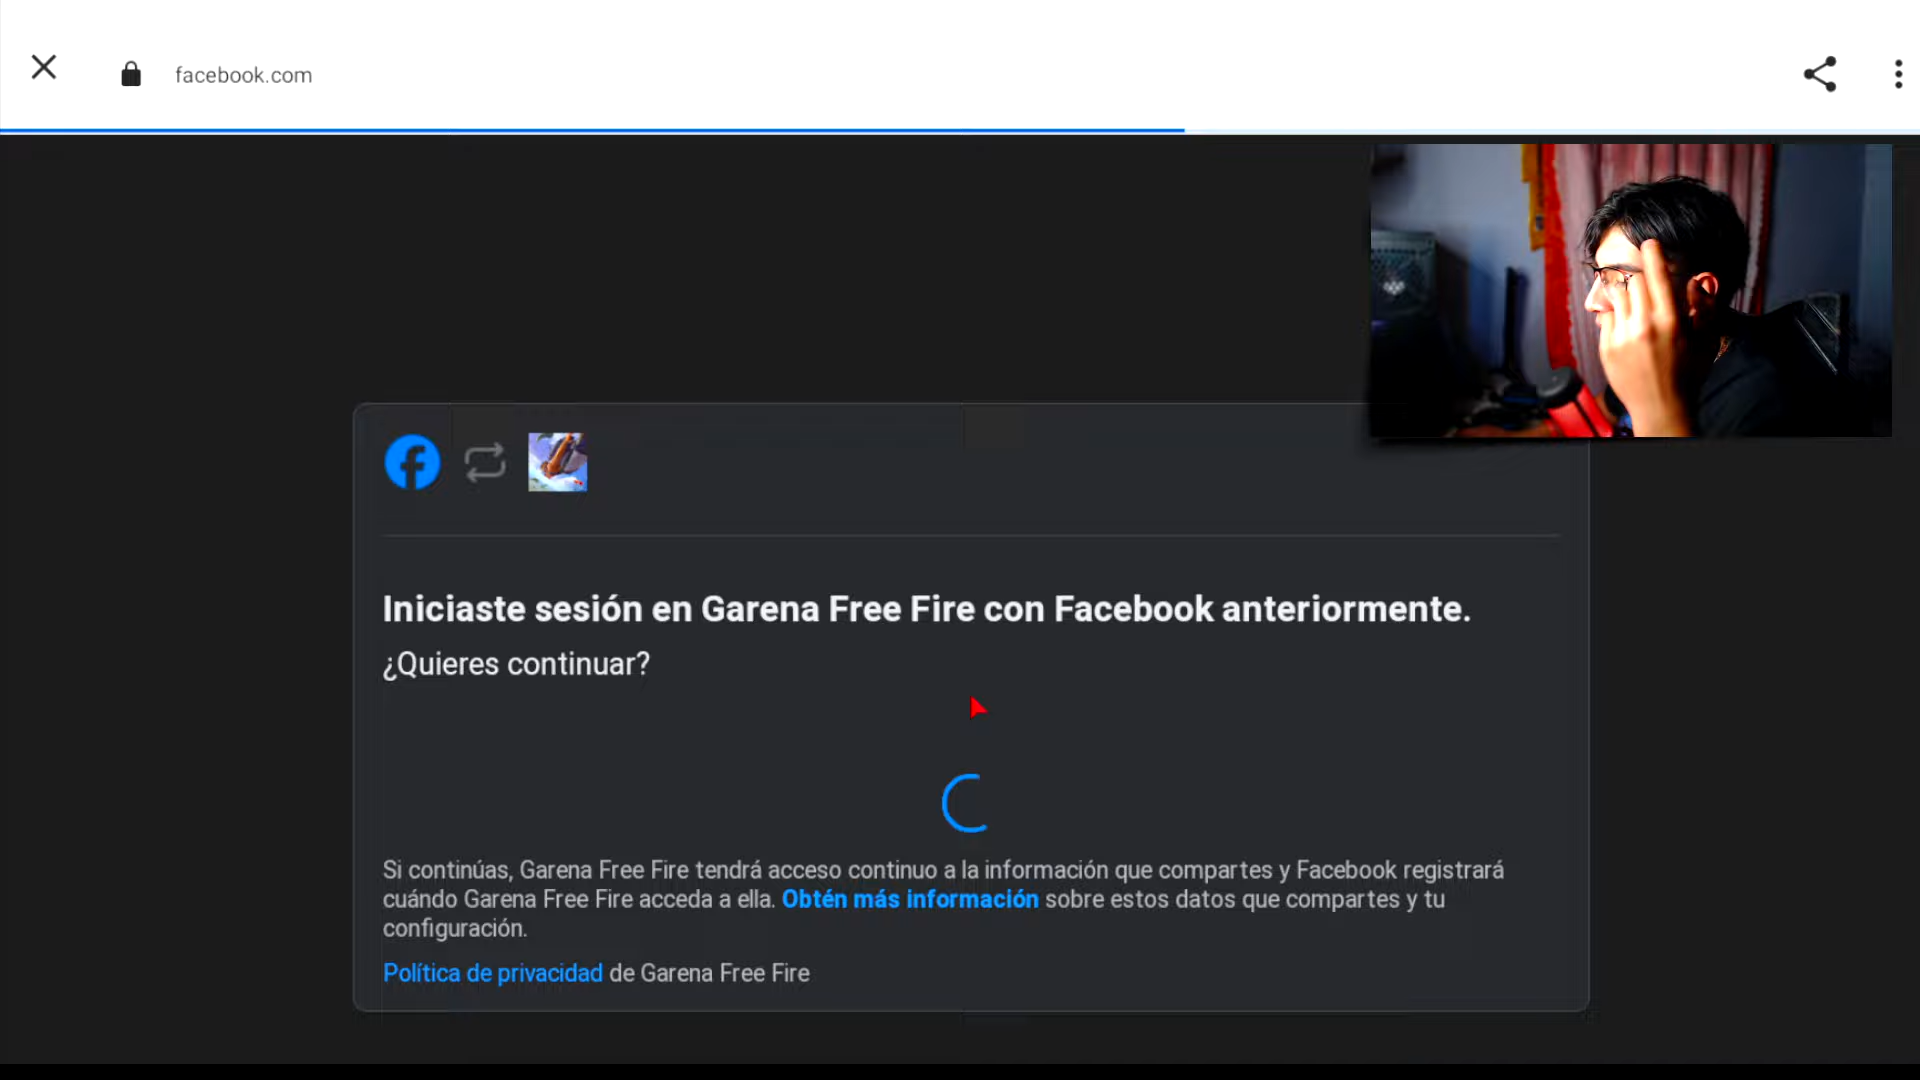 facebook.com
Iniciaste sesión en Garena Free Fire con Facebook anteriormente.
¿Quieres continuar?
Si continúas, Garena Free Fire tendrá acceso continuo a la información que compartes y Facebook registrará
cuándo Garena Free Fire acceda a ella. Obtén más información sobre estos datos que compartes y tu
configuración.
Política de privacidad de Garena Free Fire